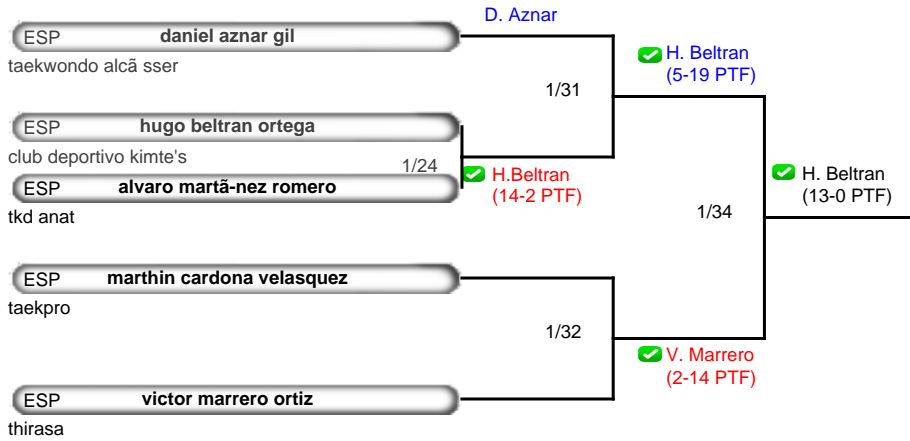 D. Aznar
ESP daniel aznar gil
taekwondo alcã sser
H. Beltran
(5-19 PTF)
1/31
ESP hugo beltran ortega
club deportivo kimte's
1/24
H.Beltran
(14-2 PTF)
ESP alvaro martã-nez romero
tkd anat
H. Beltran
(13-0 PTF)
1/34
ESP marthin cardona velasquez
taekpro
1/32
V. Marrero
(2-14 PTF)
ESP victor marrero ortiz
thirasa